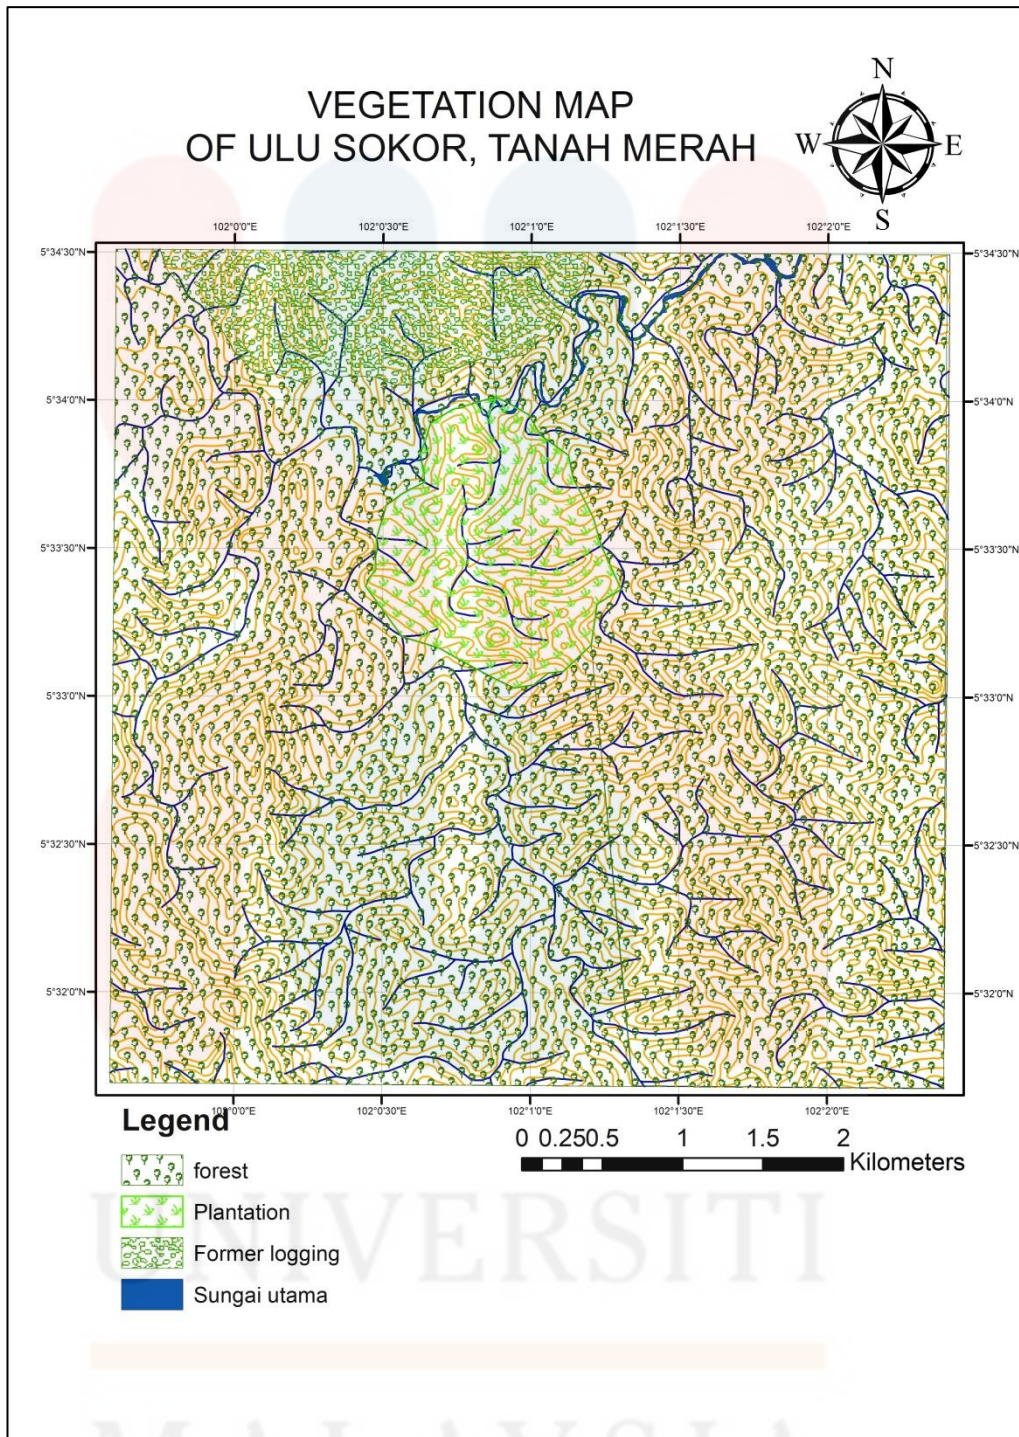 VEGETATION MAP
OF ULU SOKOR, TANAH MERAH
N
W E
S
102°0'0"E 102°0'30"E 102°1'0"E 102°1'30"E 102°2'0"E
5°34'30"N 5°34'30"N
5°34'0"N 5°34'0"N
5°33'30"N 5°33'30"N
5°33'0"N 5°33'0"N
5°32'30"N 5°32'30"N
5°32'0"N 5°32'0"N
102°0'0"E 102°0'30"E 102°1'0"E 102°1'30"E 102°2'0"E
Legend
0 0.250.5 1 1.5 2
Kilometers
forest
Plantation
Former logging
Sungai utama
UNIVERSITI
MALAYSIA